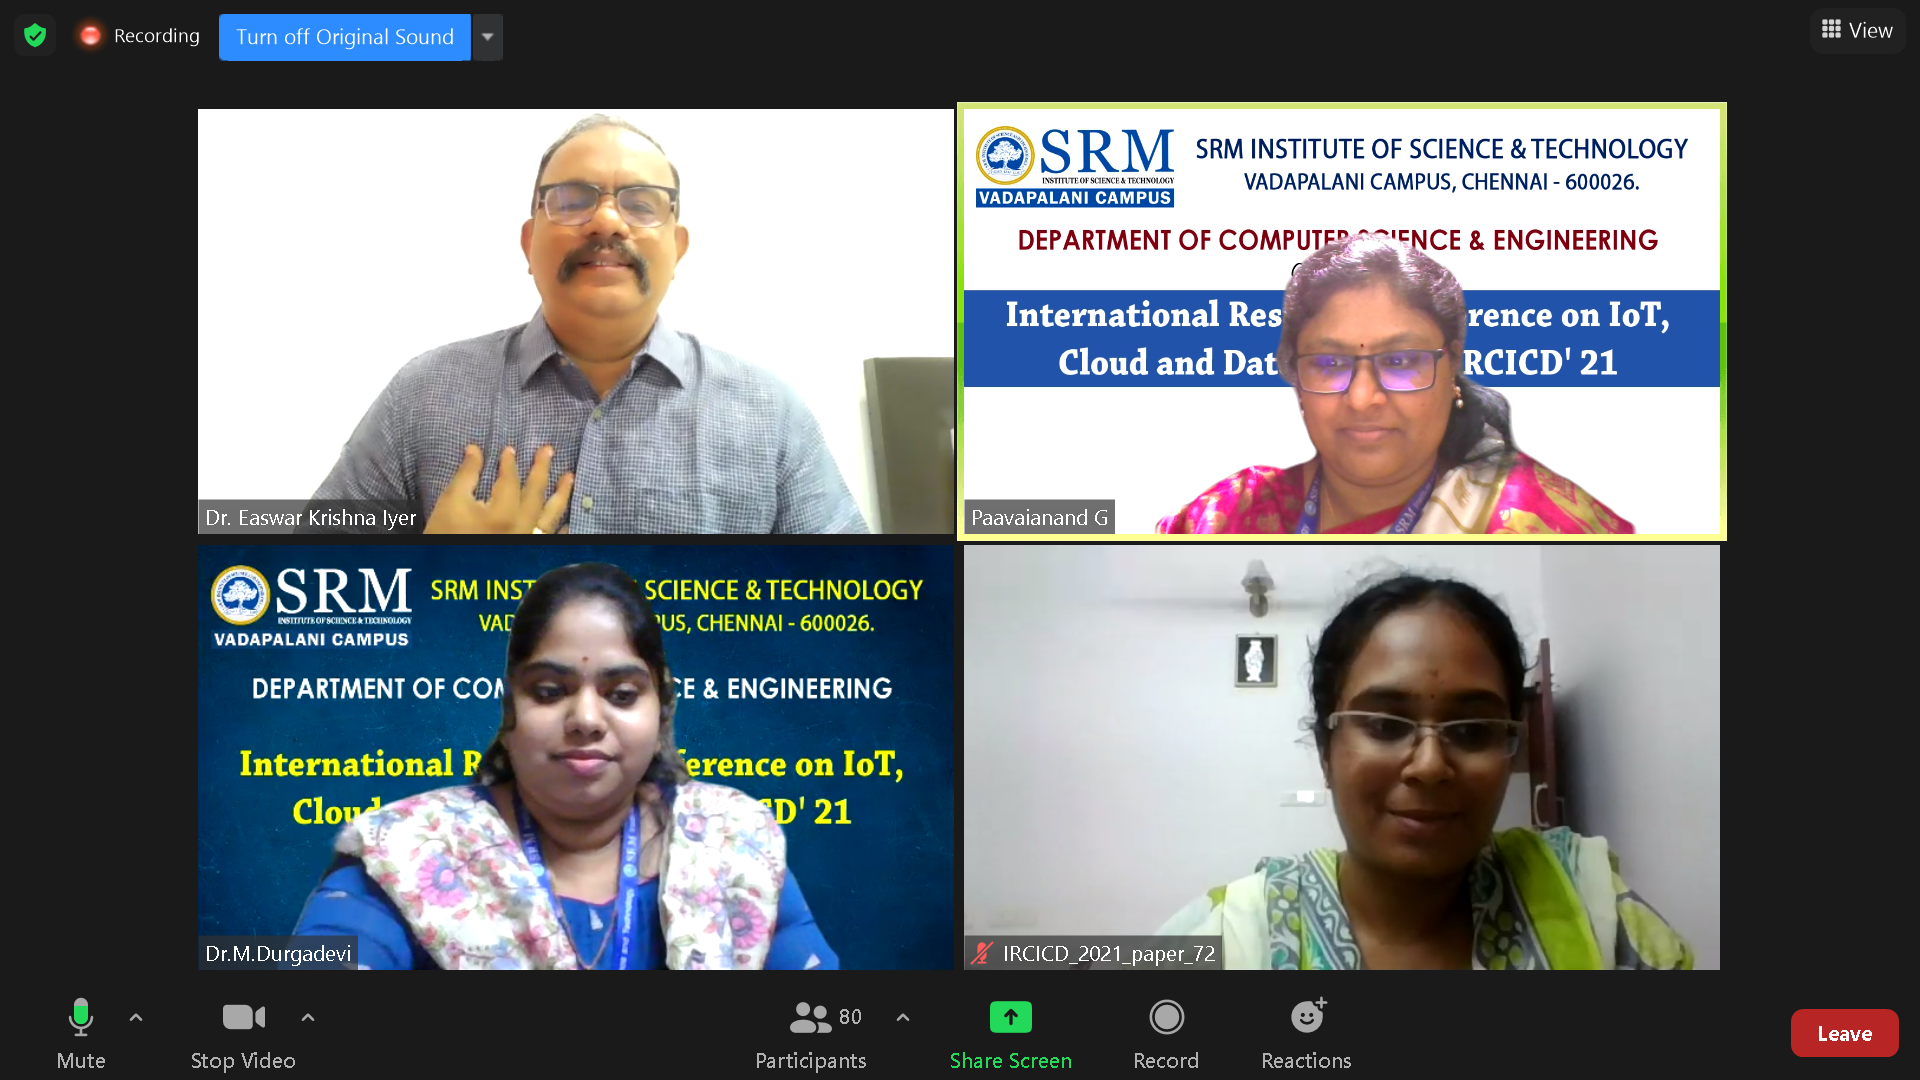 Recording
Turn off Original Sound
View
Dr. Easwar Krishna Iyer
SRM
INSTITUTE OF SCIENCE & TECHNOLOGY
VADAPALANI CAMPUS
SRM INSTITUTE OF SCIENCE & TECHNOLOGY
VADAPALANI CAMPUS, CHENNAI - 600026.
DEPARTMENT OF COMPUTER SCIENCE & ENGINEERING
International Res rence on IoT,
Cloud and Dat RCICD' 21
SRM
Paavaianand G
SRM
INSTITUTE OF SCIENCE & TECHNOLOGY
VADAPALANI CAMPUS
SRM INST SCIENCE & TECHNOLOGY
VAD US, CHENNAI - 600026.
DEPARTMENT OF COM CE & ENGINEERING
International R ference on IoT,
Cloud D' 21
SRM
Dr.M.Durgadevi
IRCICD_2021_paper_72
Mute
Stop Video
80
Participants
Share Screen
Record
Reactions
Leave